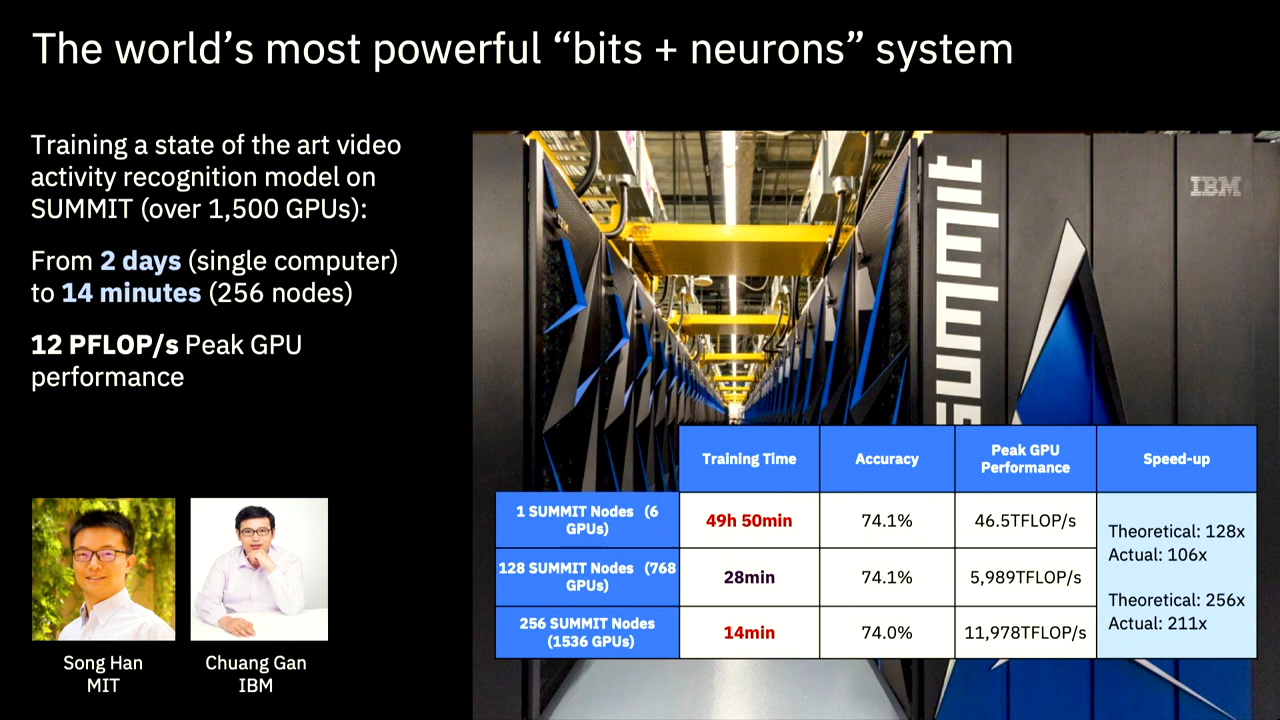 The world’s most powerful “bits + neurons” system
Training a state of the art video
activity recognition model on
SUMMIT (over 1,500 GPUs):
From 2 days (single computer)
to 14 minutes (256 nodes)
12 PFLOP/s Peak GPU
performance
Song Han
MIT
Chuang Gan
IBM
summit
IBM
Training Time
Accuracy
Peak GPU
Performance
Speed-up
1 SUMMIT Nodes (6
GPUs)
49h 50min
74.1%
46.5TFLOP/s
Theoretical: 128x
Actual: 106x
128 SUMMIT Nodes (768
GPUs)
28min
74.1%
5,989TFLOP/s
Theoretical: 256x
Actual: 211x
256 SUMMIT Nodes
(1536 GPUs)
14min
74.0%
11,978TFLOP/s